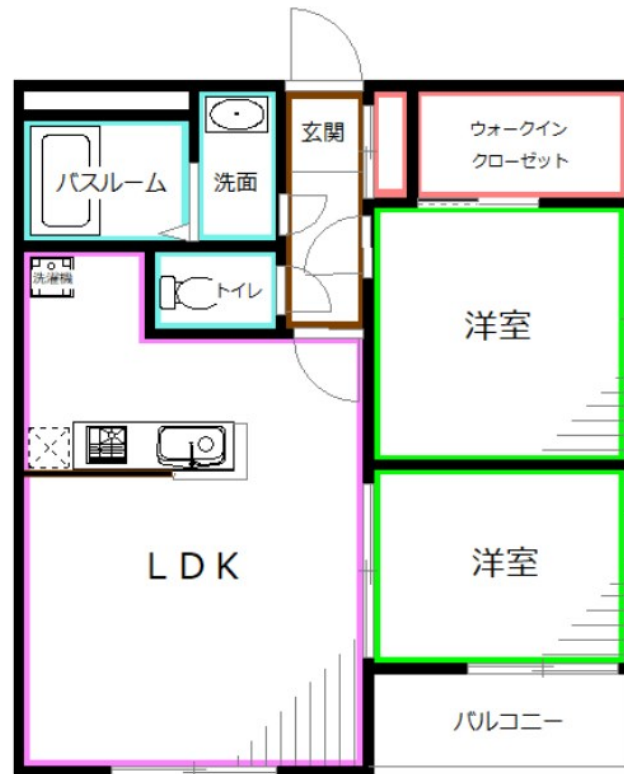 玄関
ウォークイン
クローゼット
バスルーム
洗面
洗濯機
トイレ
洋室
LDK
洋室
バルコニー